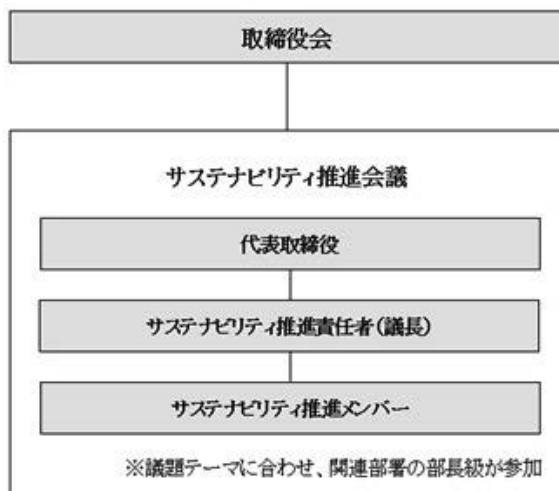 取締役会
サステナビリティ推進会議
代表取締役
サステナビリティ推進責任者（議長）
サステナビリティ推進メンバー
※議題テーマに合わせ、関連部署の部長級が参加